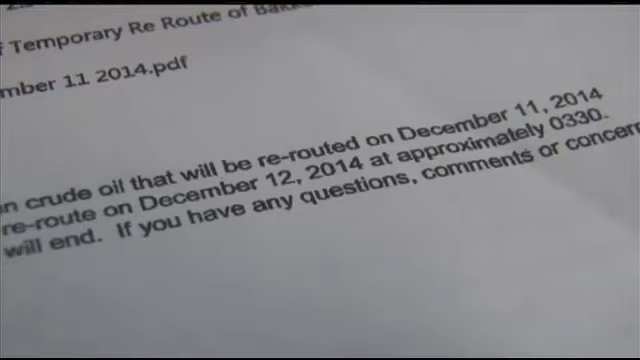 Temporary Re Route of
mber 11 2014.pdf
n crude oil that will be re-routed on December 11, 2014
re-route on December 12, 2014 at approximately 0330.
will end. If you have any questions, comments or concern